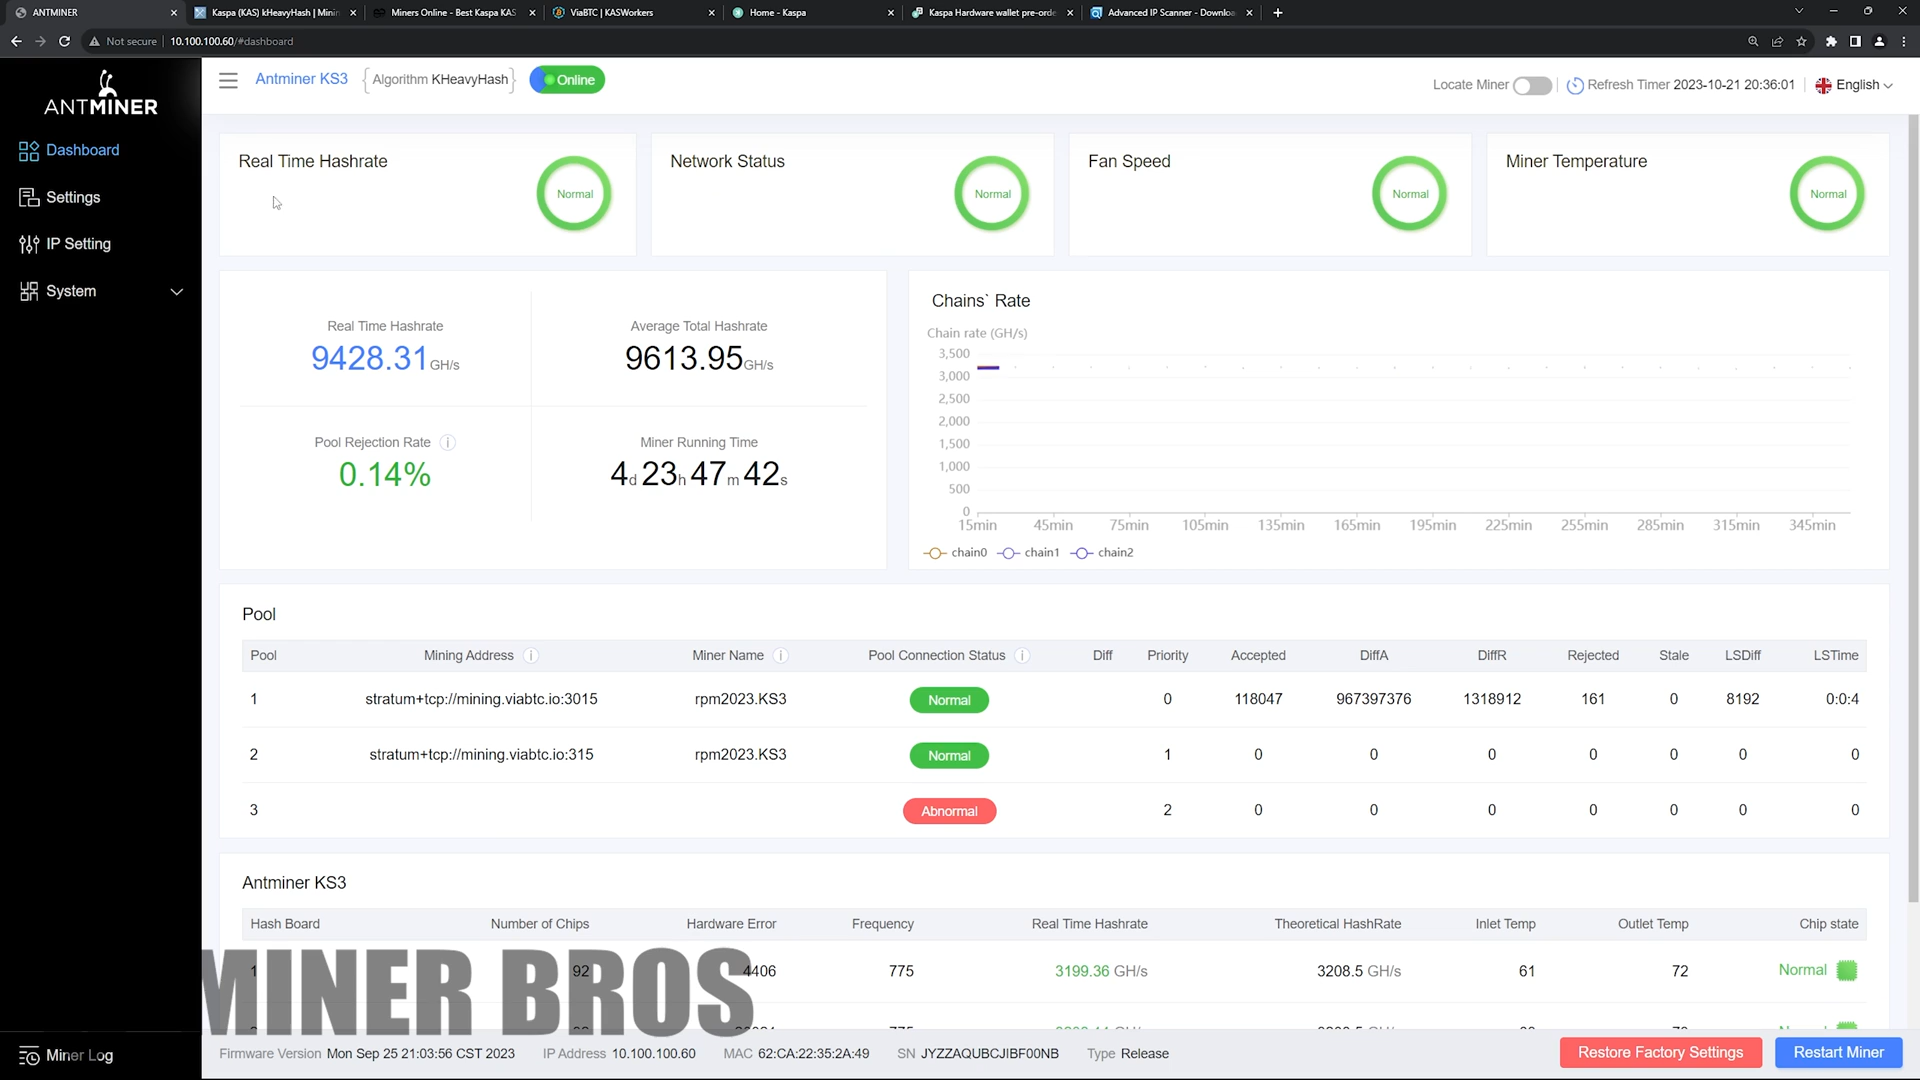 ANTMINER
Kaspa (KAS) kHeavyHash | Minin
Miners Online - Best Kaspa KAS
ViaBTC | KASWorkers
Home - Kaspa
Kaspa Hardware wallet pre-orde
Advanced IP Scanner - Downloa
Not secure
10.100.100.60/#dashboard
ANTMINER
Dashboard
Settings
IP Setting
System
Miner Log
Antminer KS3
{Algorithm KHeavyHash}
Online
Locate Miner
Refresh Timer 2023-10-21 20:36:01
English
Real Time Hashrate
Normal
Network Status
Normal
Fan Speed
Normal
Miner Temperature
Normal
Real Time Hashrate
9428.31GH/s
Average Total Hashrate
9613.95GH/s
Pool Rejection Rate
0.14%
Miner Running Time
4d 23h 47m 42s
Chains` Rate
Chain rate (GH/s)
3,500
3,000
2,500
2,000
1,500
1,000
500
0
15min 45min 75min 105min 135min 165min 195min 225min 255min 285min 315min 345min
chain0 chain1 chain2
Pool
Pool Mining Address Miner Name Pool Connection Status Diff Priority Accepted DiffA DiffR Rejected Stale LSDiff LSTime
1 stratum+tcp://mining.viabtc.io:3015 rpm2023.KS3 Normal 0 118047 967397376 1318912 161 0 8192 0:0:4
2 stratum+tcp://mining.viabtc.io:315 rpm2023.KS3 Normal 1 0 0 0 0 0 0 0
3 Abnormal 2 0 0 0 0 0 0 0
Antminer KS3
Hash Board Number of Chips Hardware Error Frequency Real Time Hashrate Theoretical HashRate Inlet Temp Outlet Temp Chip state
1 92 4406 775 3199.36 GH/s 3208.5 GH/s 61 72 Normal
MINER BROS
Firmware Version Mon Sep 25 21:03:56 CST 2023 IP Address 10.100.100.60 MAC 62:CA:22:35:2A:49 SN JYZZAQUBCJIBF00NB Type Release
Restore Factory Settings
Restart Miner